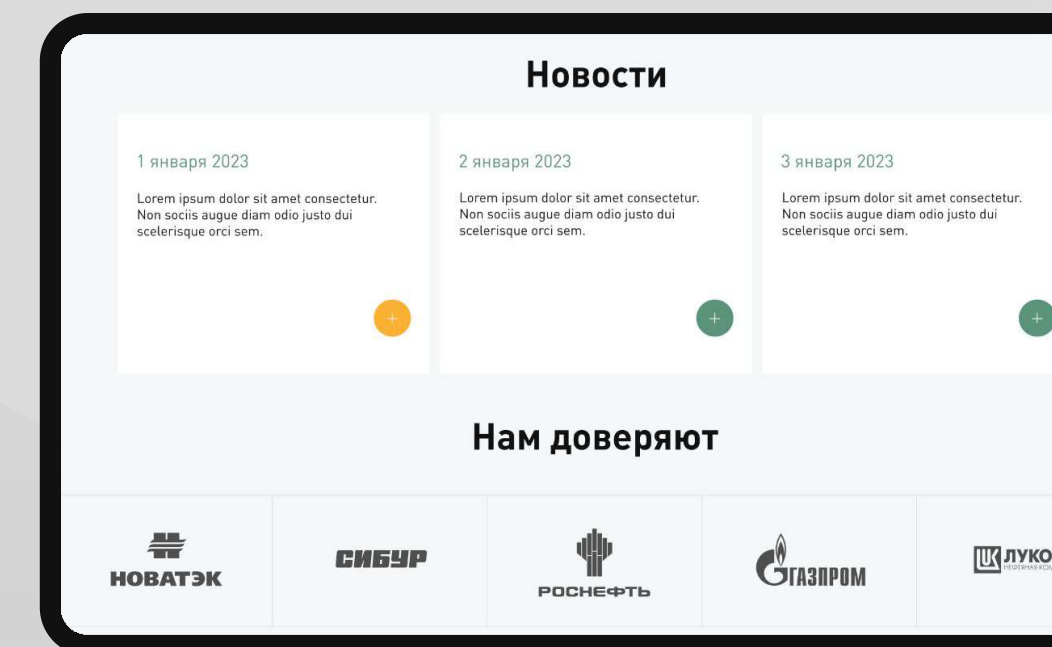 Новости
1 января 2023
Lorem ipsum dolor sit amet consectetur.
Non sociis augue diam odio justo dui
scelerisque orci sem.
+
2 января 2023
Lorem ipsum dolor sit amet consectetur.
Non sociis augue diam odio justo dui
scelerisque orci sem.
+
3 января 2023
Lorem ipsum dolor sit amet consectetur.
Non sociis augue diam odio justo dui
scelerisque orci sem.
+
Нам доверяют
НОВАТЭК
СИБУР
РОСНЕФТЬ
ГАЗПРОМ
ЛУКО